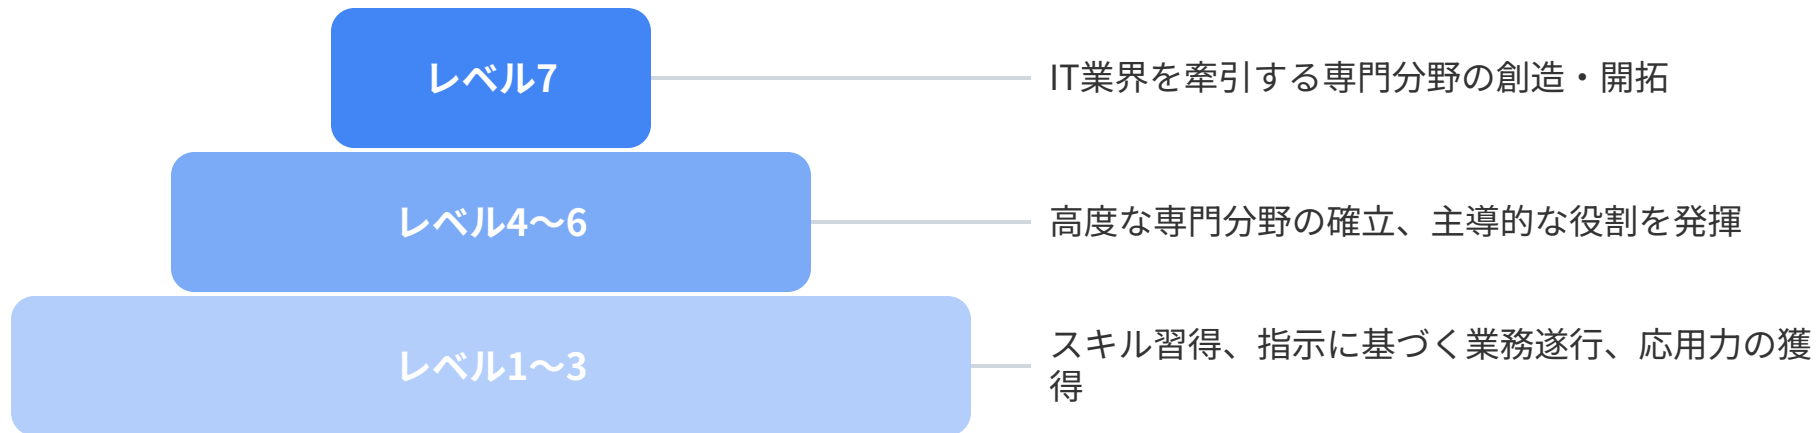 レベル7
IT業界を牽引する専門分野の創造・開拓
レベル4〜6
高度な専門分野の確立、主導的な役割を発揮
レベル1〜3
スキル習得、指示に基づく業務遂行、応用力の獲
得